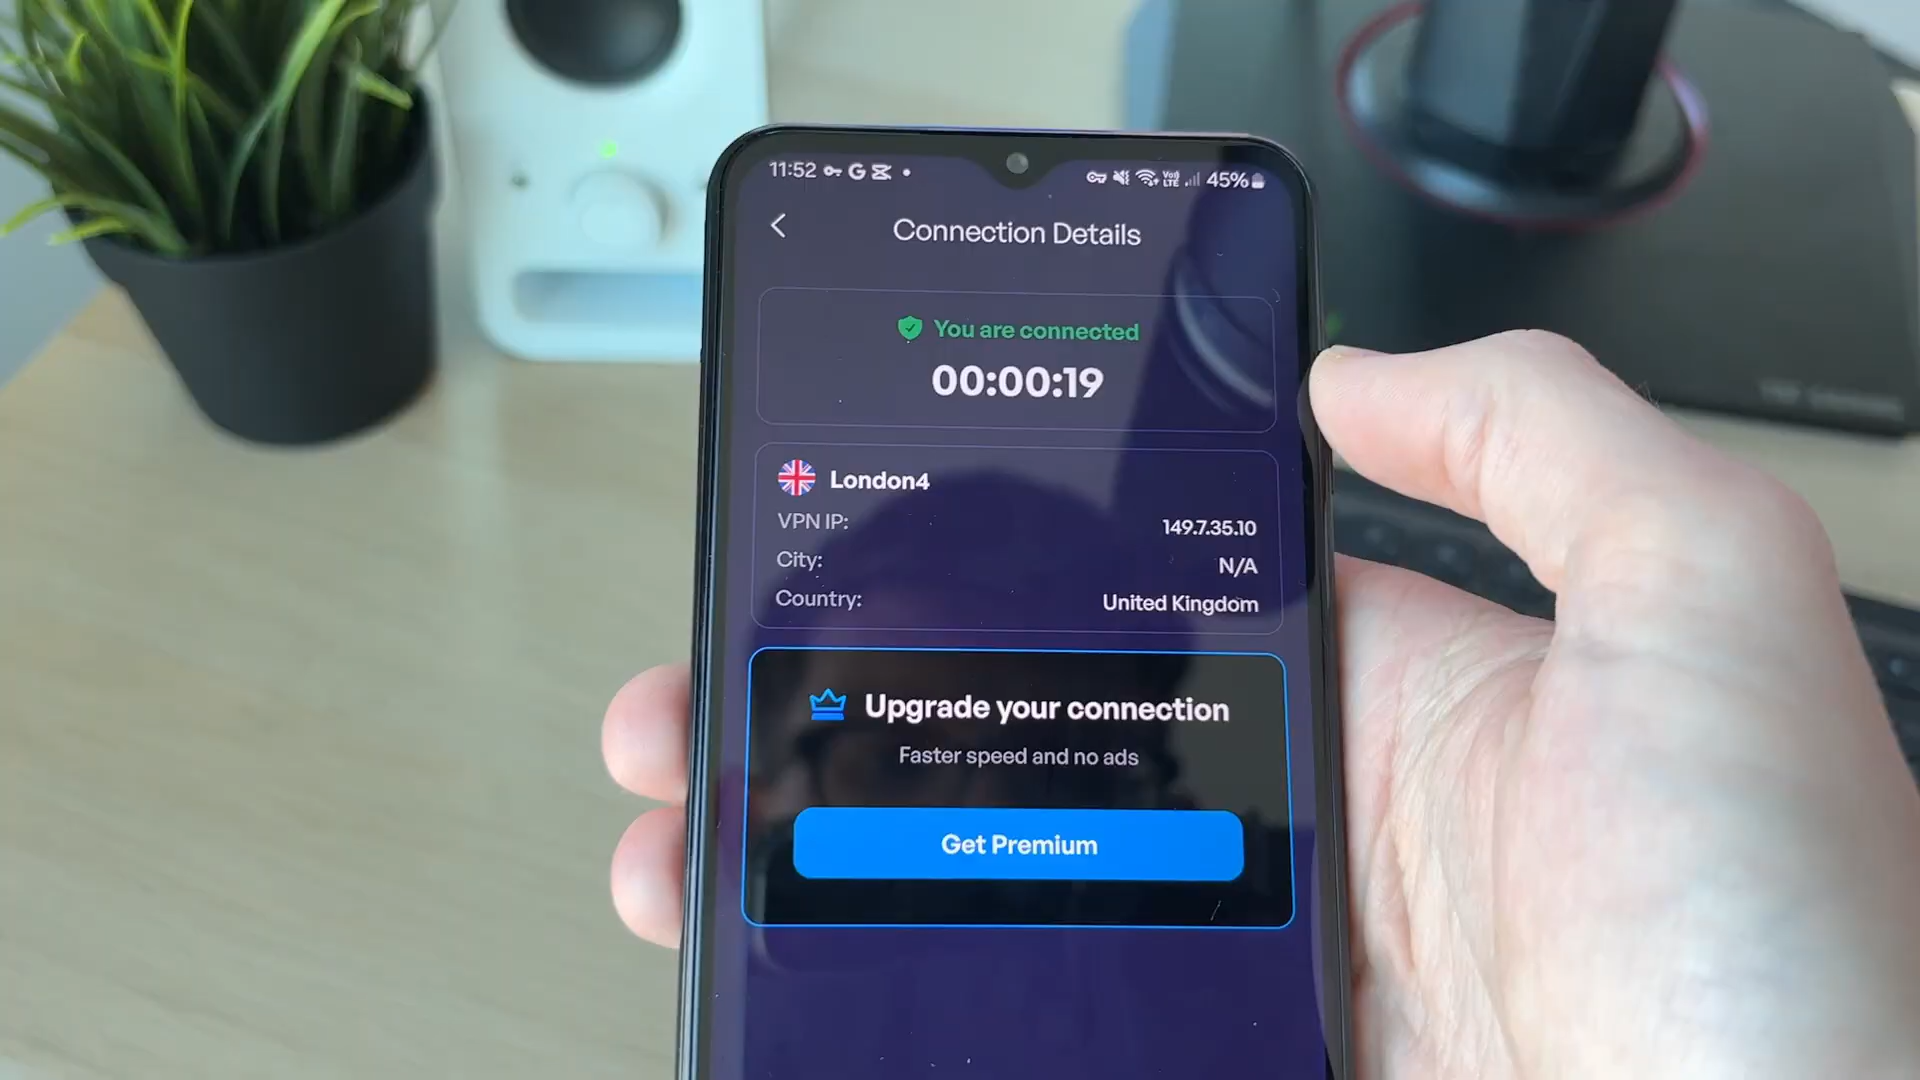 11:52 G 45%
Connection Details
You are connected
00:00:19
London4
VPN IP: 149.7.35.10
City: N/A
Country: United Kingdom
Upgrade your connection
Faster speed and no ads
Get Premium